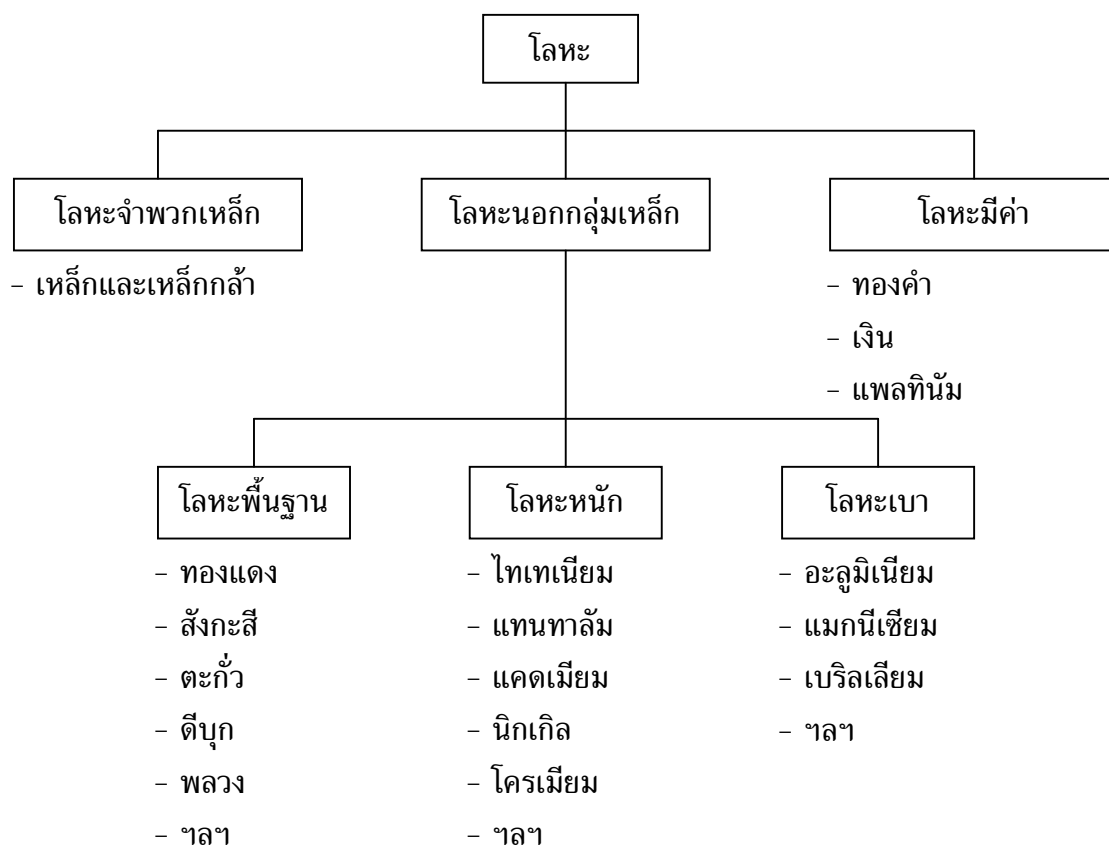 โลหะ
โลหะจำพวกเหล็ก
โลหะนอกกลุ่มเหล็ก
โลหะมีค่า
- เหล็กและเหล็กกล้า
- ทองคำ
- เงิน
- แพลทินัม
โลหะพื้นฐาน
โลหะหนัก
โลหะเบา
- ทองแดง
- สังกะสี
- ตะกั่ว
- ดีบุก
- พลวง
- ฯลฯ
- ไทเทเนียม
- แทนทาลัม
- แคดเมียม
- นิกเกิล
- โครเมียม
- ฯลฯ
- อะลูมิเนียม
- แมกนีเซียม
- เบริลเลียม
- ฯลฯ